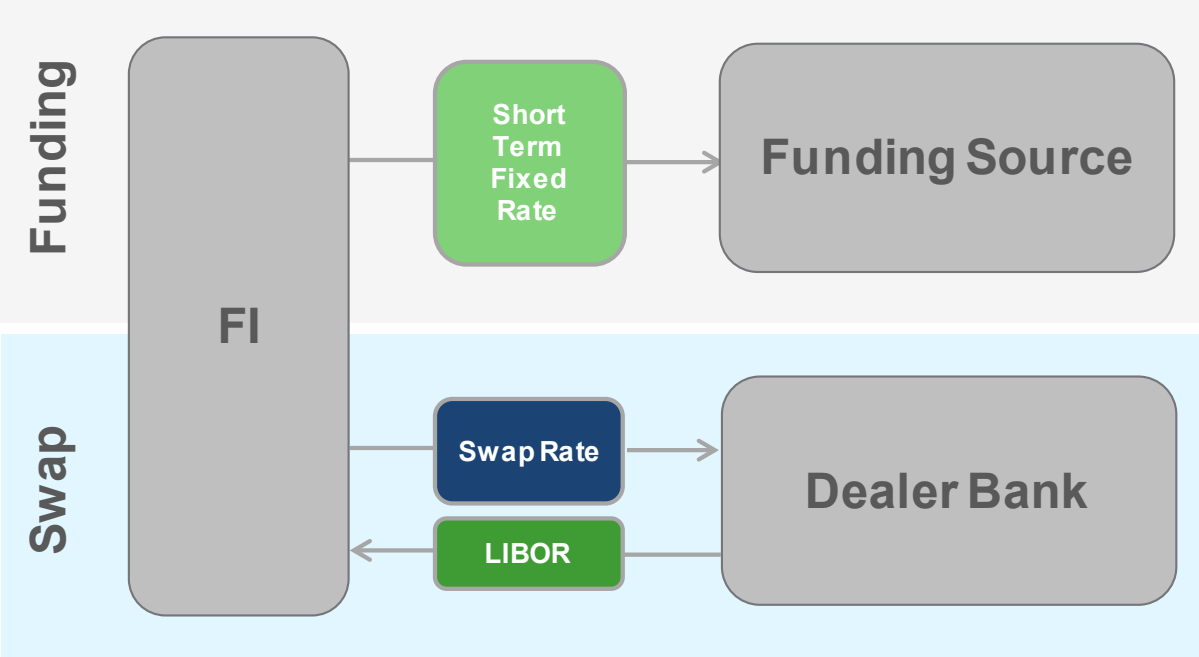 Funding
FI
Short
Term
Fixed
Rate
Funding Source
Swap
Swap Rate
LIBOR
Dealer Bank